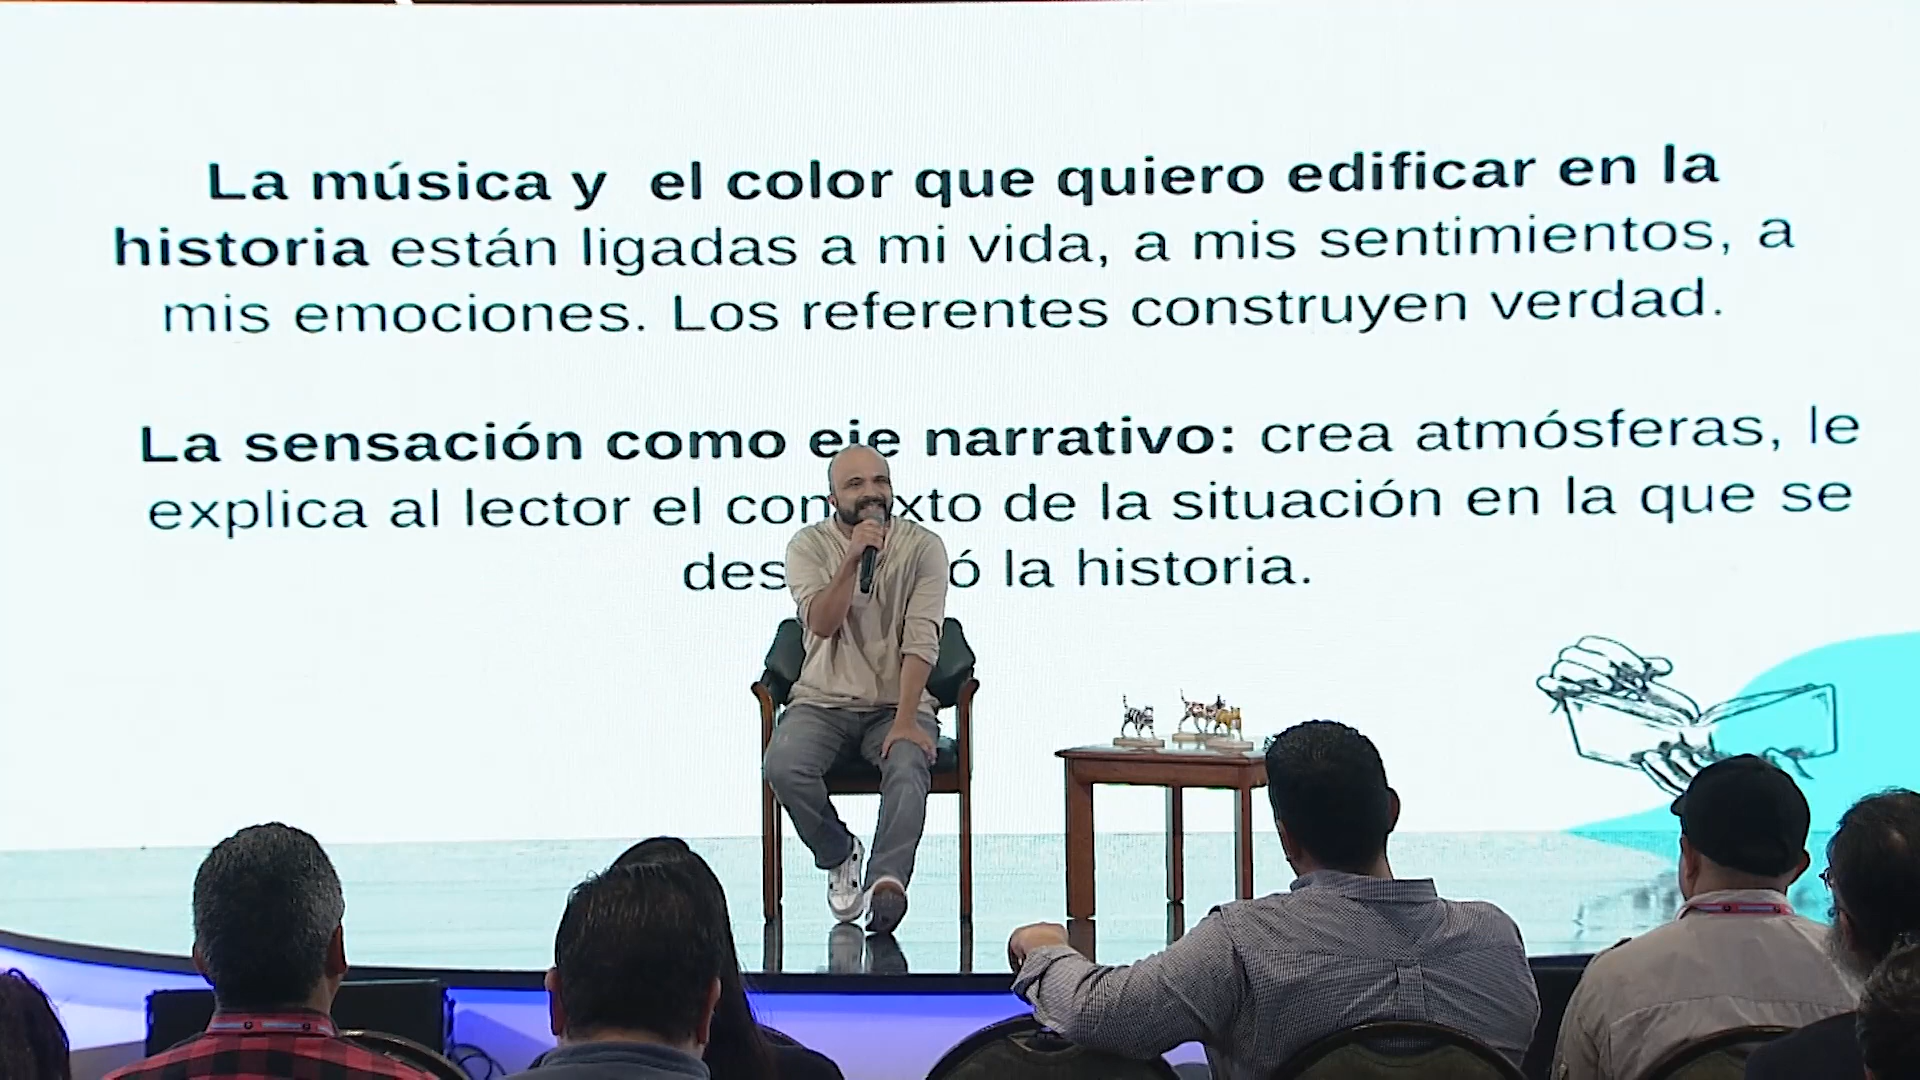 La música y el color que quiero edificar en la
historia están ligadas a mi vida, a mis sentimientos, a
mis emociones. Los referentes construyen verdad.
La sensación como eje narrativo: crea atmósferas, le
explica al lector el contexto de la situación en la que se
la historia.